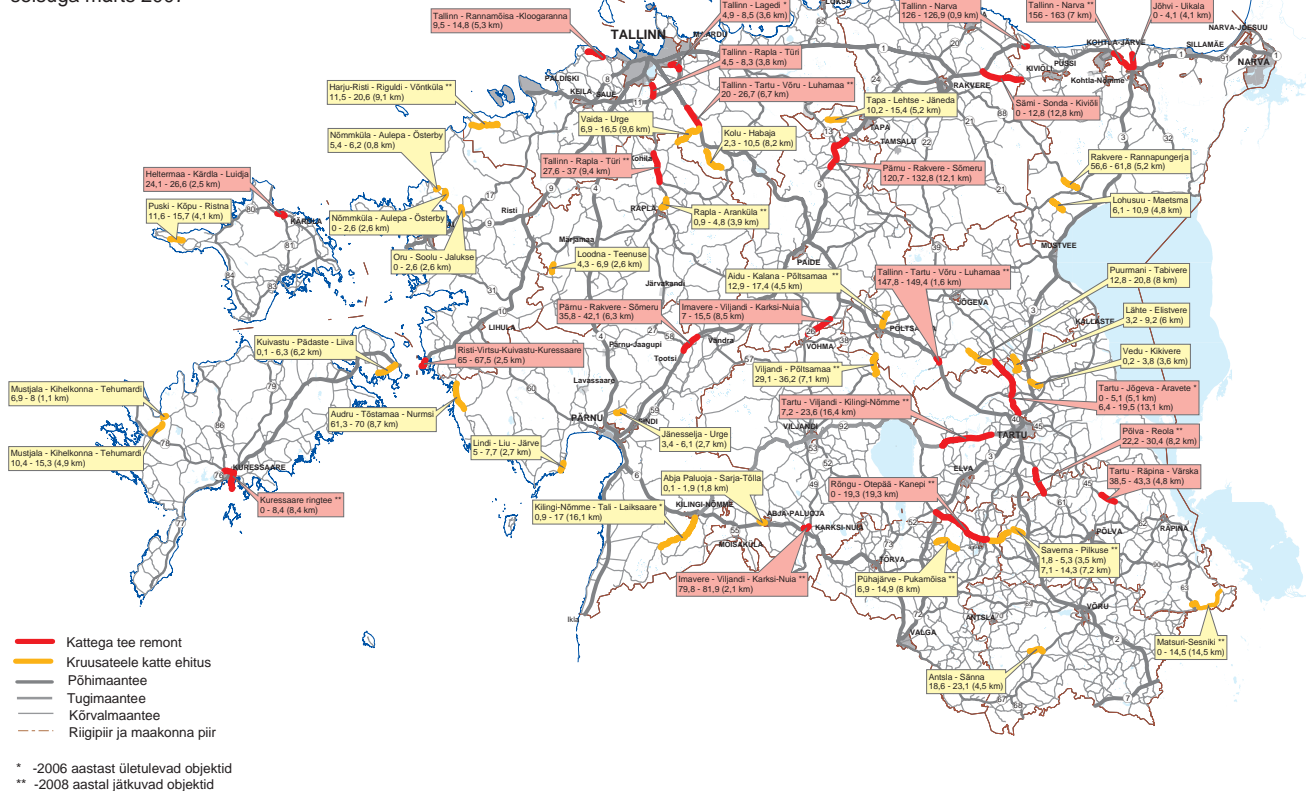 seisuga märts 2007
Tallinn - Rannamõisa -Kloogaranna
9,5 - 14,8 (5,3 km)
Tallinn - Lagedi *
4,9 - 8,5 (3,6 km)
Tallinn - Narva
126 - 126,9 (0,9 km)
Tallinn - Narva **
156 - 163 (7 km)
Jõhvi - Uikala
0 - 4,1 (4,1 km)
TALLINN
PALDISKI
KEILA
SAUE
Tallinn - Rapla - Türi
4,5 - 8,3 (3,8 km)
KOHTLA-JÄRVE
SILLAMÄE
NARVA-JÕESUU
NARVA
KIVIÕLI
PÜSSI
Kohtla-Nõmme
RAKVERE
Harju-Risti - Riguldi - Võntküla **
11,5 - 20,6 (9,1 km)
Tallinn - Tartu - Võru - Luhamaa **
20 - 26,7 (6,7 km)
Sämi - Sonda - Kiviõli
0 - 12,8 (12,8 km)
Tapa - Lehtse - Jäneda
10,2 - 15,4 (5,2 km)
Vaida - Urge
6,9 - 16,5 (9,6 km)
TAPA
TAMSALU
Nõmmküla - Aulepa - Österby
5,4 - 6,2 (0,8 km)
Kolu - Habaja
2,3 - 10,5 (8,2 km)
Tallinn - Rapla - Türi **
27,6 - 37 (9,4 km)
Kohila
Pärnu - Rakvere - Sõmeru
120,7 - 132,8 (12,1 km)
Rakvere - Rannapungerja
56,6 - 61,8 (5,2 km)
Heltermaa - Kärdla - Luidja
24,1 - 26,6 (2,5 km)
Lohusuu - Maetsma
6,1 - 10,9 (4,8 km)
Puski - Kõpu - Ristna
11,6 - 15,7 (4,1 km)
KÄRDLA
Nõmmküla - Aulepa - Österby
0 - 2,6 (2,6 km)
Risti
RAPLA
Rapla - Aranküla **
0,9 - 4,8 (3,9 km)
MUSTVEE
Oru - Soolu - Jalukse
0 - 2,6 (2,6 km)
Märjamaa
Loodna - Teenuse
4,3 - 6,9 (2,6 km)
PAIDE
Järvakandi
Aidu - Kalana - Põltsamaa **
12,9 - 17,4 (4,5 km)
Tallinn - Tartu - Võru - Luhamaa **
147,8 - 149,4 (1,6 km)
Puurmani - Tabivere
12,8 - 20,8 (8 km)
JÕGEVA
KALLASTE
Pärnu - Rakvere - Sõmeru
35,8 - 42,1 (6,3 km)
Imavere - Viljandi - Karksi-Nuia
7 - 15,5 (8,5 km)
Lähte - Elistvere
3,2 - 9,2 (6 km)
LIHULA
Pärnu-Jaagupi
Tootsi
Vändra
VÕHMA
Kuivastu - Pädaste - Liiva
0,1 - 6,3 (6,2 km)
Risti-Virtsu-Kuivastu-Kuressaare
65 - 67,5 (2,5 km)
Vedu - Kikivere
0,2 - 3,8 (3,6 km)
Viljandi - Põltsamaa **
29,1 - 36,2 (7,1 km)
Lavassaare
Mustjala - Kihelkonna - Tehumardi
6,9 - 8 (1,1 km)
Tartu - Jõgeva - Aravete *
0 - 5,1 (5,1 km)
6,4 - 19,5 (13,1 km)
Tartu - Viljandi - Kilingi-Nõmme **
7,2 - 23,6 (16,4 km)
Audru - Tõstamaa - Nurmsi
61,3 - 70 (8,7 km)
PÄRNU
SINDI
Jänesselja - Urge
3,4 - 6,1 (2,7 km)
VILJANDI
TARTU
Põlva - Reola **
22,2 - 30,4 (8,2 km)
Mustjala - Kihelkonna - Tehumardi
10,4 - 15,3 (4,9 km)
Lindi - Liu - Järve
5 - 7,7 (2,7 km)
KURESSAARE
ELVA
Tartu - Räpina - Värska
38,5 - 43,3 (4,8 km)
Abja Paluoja - Sarja-Tõlla
0,1 - 1,9 (1,8 km)
Rõngu - Otepää - Kanepi **
0 - 19,3 (19,3 km)
Kuressaare ringtee **
0 - 8,4 (8,4 km)
Kilingi-Nõmme - Tali - Laiksaare *
0,9 - 17 (16,1 km)
KILINGI-NÕMME
ABJA-PALUOJA
KARKSI-NUIA
MÕISAKÜLA
TÕRVA
PÕLVA
RÄPINA
Saverna - Pilkuse **
1,8 - 5,3 (3,5 km)
7,1 - 14,3 (7,2 km)
Imavere - Viljandi - Karksi-Nuia **
79,8 - 81,9 (2,1 km)
Pühajärve - Pukamõisa **
6,9 - 14,9 (8 km)
Ikla
ANTSLA
VÕRU
VALGA
Matsuri-Sesniki **
0 - 14,5 (14,5 km)
Antsla - Sänna
18,6 - 23,1 (4,5 km)
Kattega tee remont
Kruusateele katte ehitus
Põhimaantee
Tugimaantee
Kõrvalmaantee
Riigipiir ja maakonna piir
* -2006 aastast ületulevad objektid
** -2008 aastal jätkuvad objektid